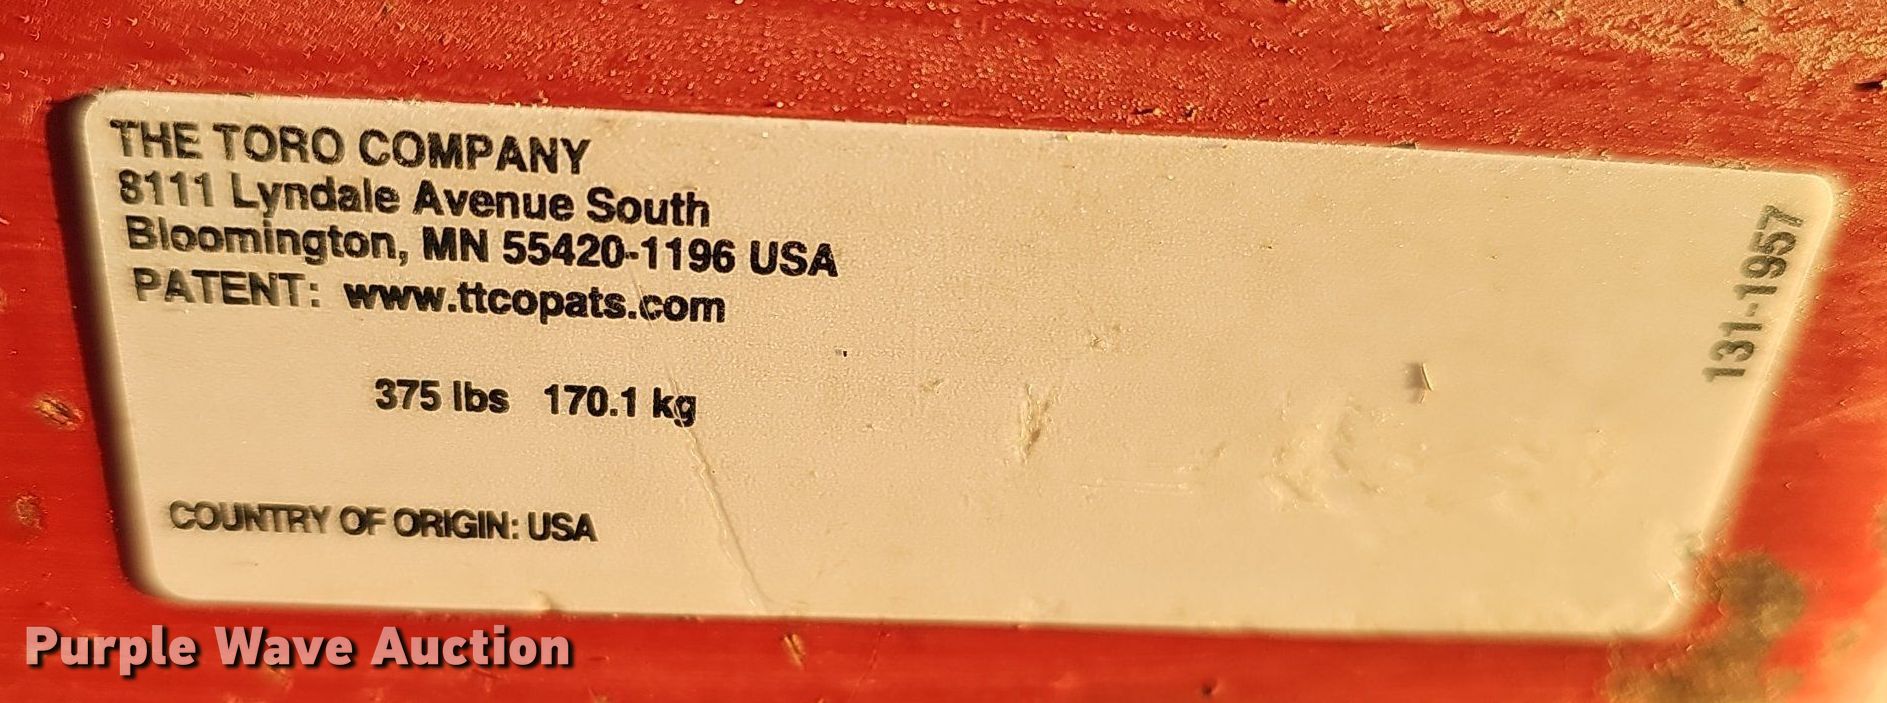 THE TORO COMPANY
8111 Lyndale Avenue South
Bloomington, MN 55420-1196 USA
PATENT: www.ttcopats.com
375 lbs 170.1 kg
COUNTRY OF ORIGIN: USA
131-1957
Purple Wave Auction